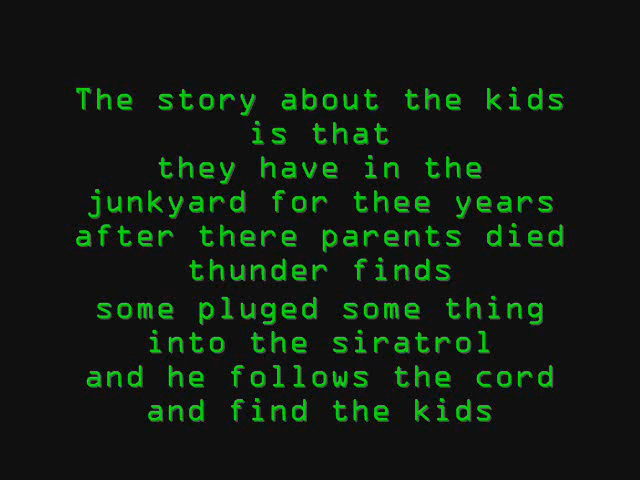 The story about the kids
is that
they have in the
junkyard for thee years
after there parents died
thunder finds
some pluged some thing
into the siratrol
and he follows the cord
and find the kids